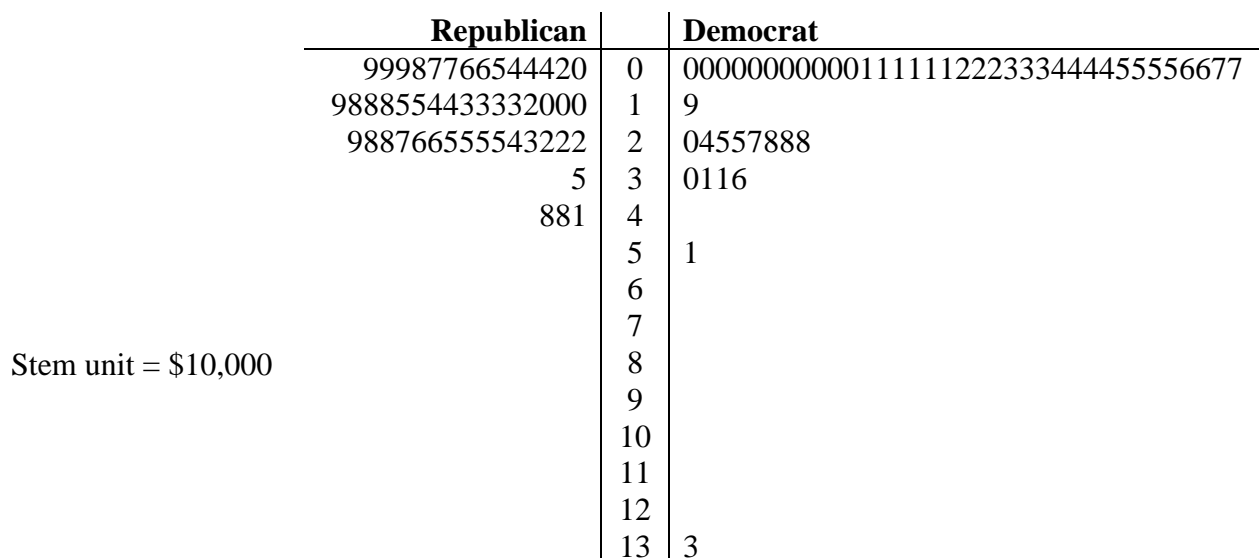 Republican Democrat
99987766544420 0 00000000000111111222333444455556677
9888554433332000 1 9
988766555543222 2 04557888
5 3 0116
881 4
5 1
6
7
Stem unit = $10,000 8
9
10
11
12
13 3